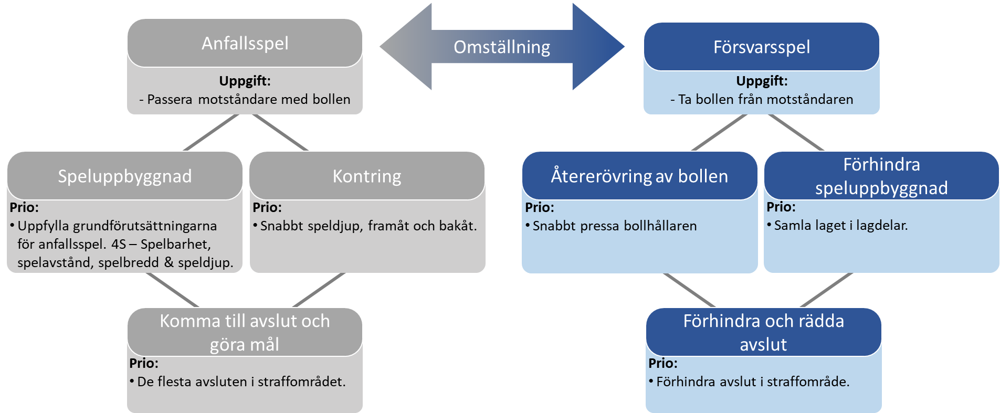 Anfallsspel
Uppgift:
- Passera motståndare med bollen
Omställning
Försvarsspel
Uppgift:
- Ta bollen från motståndaren
Speluppbyggnad
Prio:
• Uppfylla grundförutsättningarna
för anfallsspel. 4S – Spelbarhet,
spelavstånd, spelbredd & speldjup.
Kontring
Prio:
• Snabbt speldjup, framåt och bakåt.
Återerövring av bollen
Prio:
• Snabbt pressa bollhållaren
Förhindra
speluppbyggnad
Prio:
• Samla laget i lagdelar.
Komma till avslut och
göra mål
Prio:
• De flesta avsluten i straffområdet.
Förhindra och rädda
avslut
Prio:
• Förhindra avslut i straffområde.